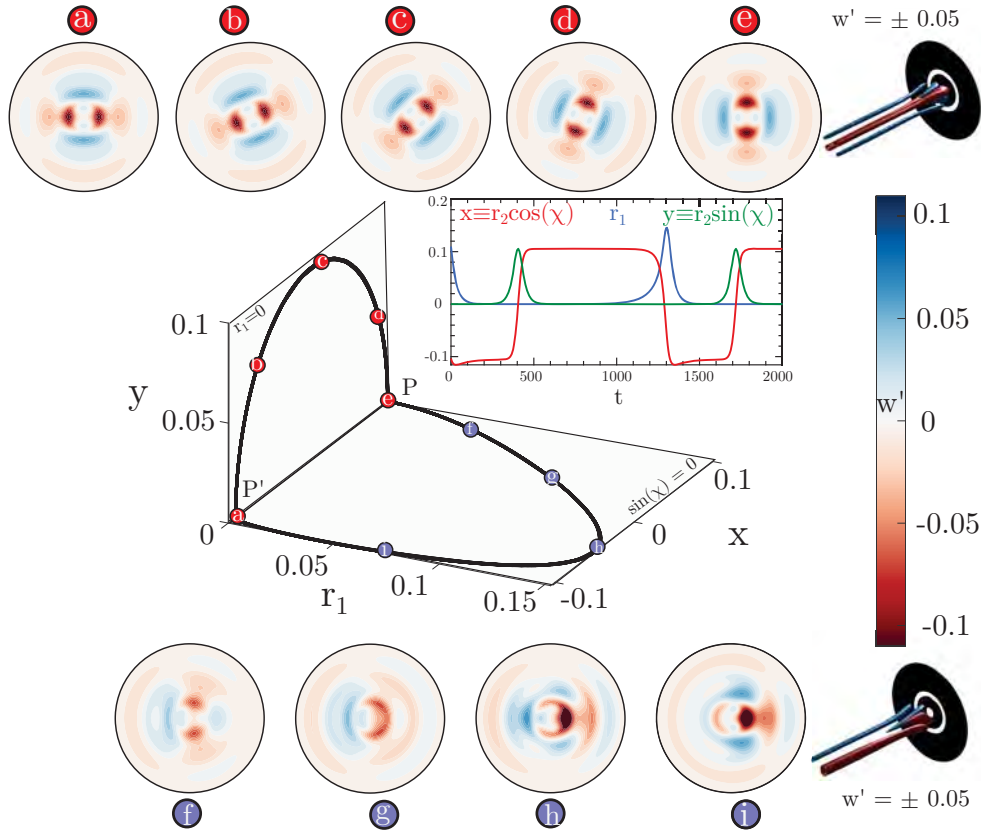 a b c d e
w' = ± 0.05
x≡r₂cos(χ) r₁ y≡r₂sin(χ)
0.2
0.1
0
-0.1
0 500 1000 1500 2000
t
r₁=0
c
d
b
0.1
y
0.05
0
P
e
f
g
h
i
P'
a
sin(χ) = 0
0.1
0
-0.1
x
0.05
0.1
0.15
r₁
0.1
0.05
w'
0
-0.05
-0.1
f g h i
w' = ± 0.05